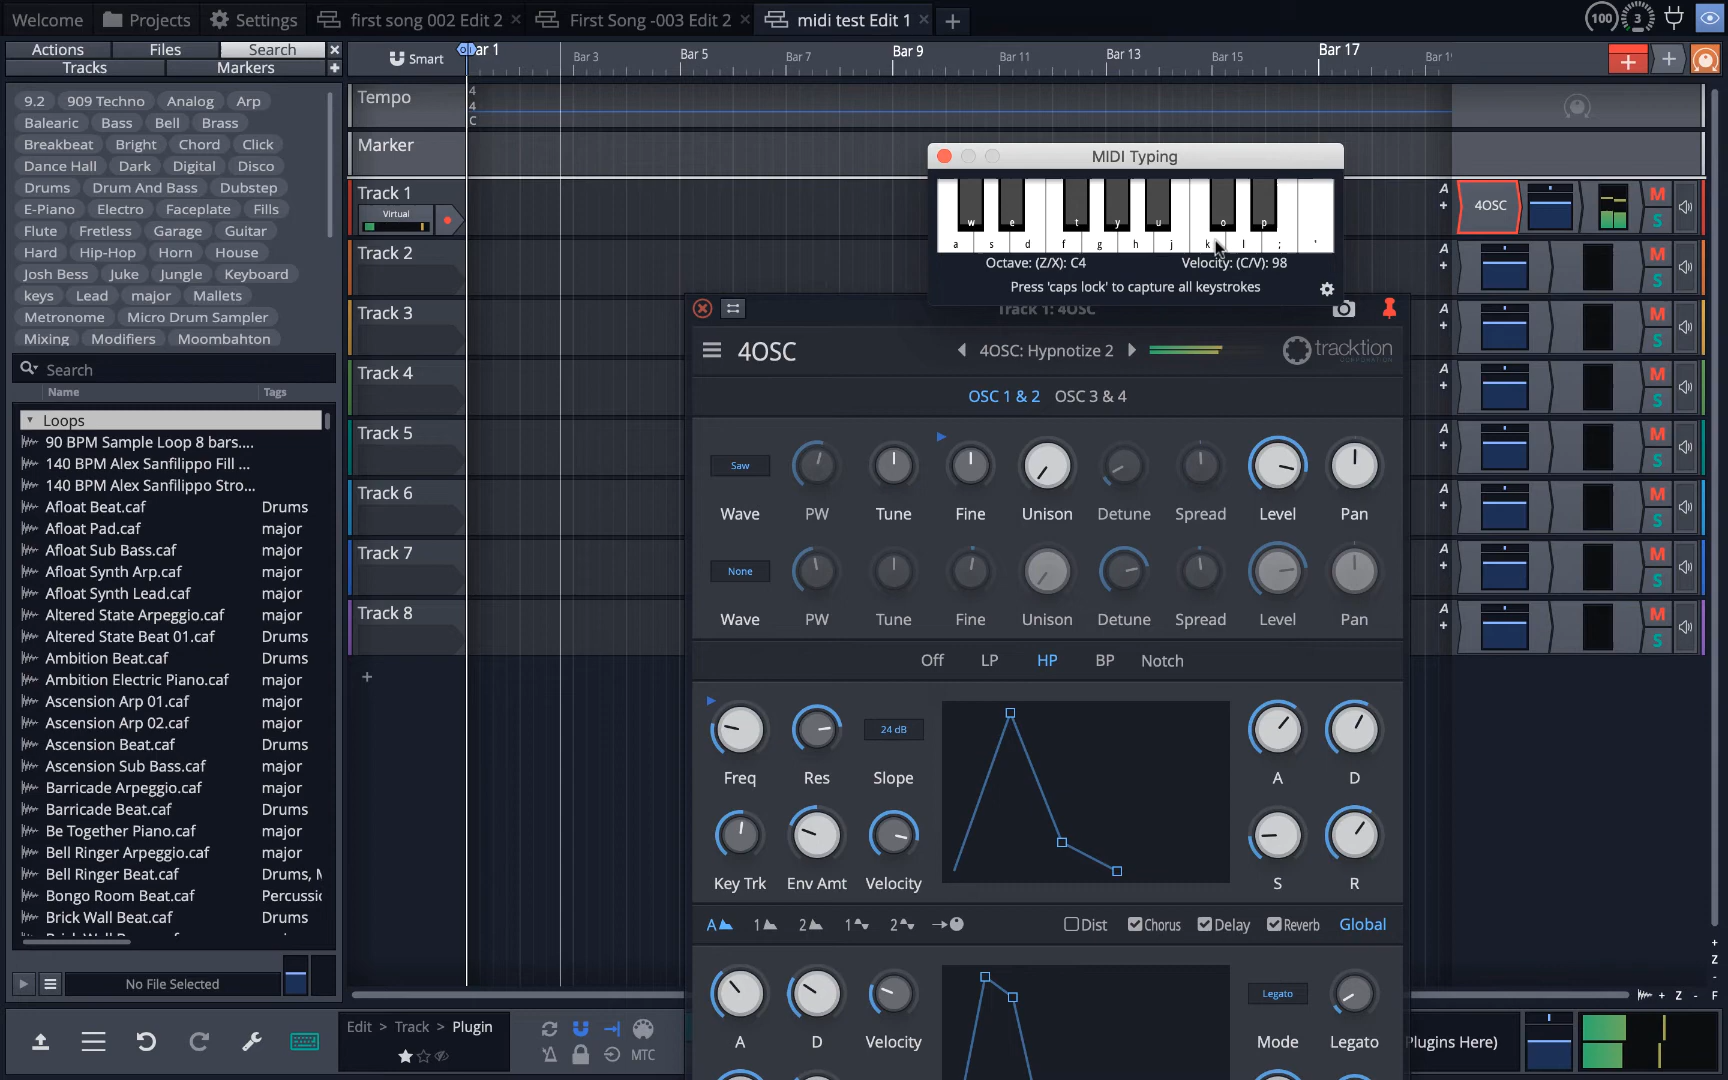 Welcome Projects Settings first song 002 Edit 2 First Song -003 Edit 2 midi test Edit 1 100 3
Actions Files Search
Tracks Markers
Smart
Bar 1 Bar 3 Bar 5 Bar 7 Bar 9 Bar 11 Bar 13 Bar 15 Bar 17
9.2 909 Techno Analog Arp
Balearic Bass Bell Brass
Breakbeat Bright Chord Click
Dance Hall Dark Digital Disco
Drums Drum And Bass Dubstep
E-Piano Electro Faceplate Fills
Flute Fretless Garage Guitar
Hard Hip-Hop Horn House
Josh Bess Juke Jungle Keyboard
keys Lead major Mallets
Metronome Micro Drum Sampler
Mixing Modifiers Moombahton
Search
Name Tags
Loops
90 BPM Sample Loop 8 bars....
140 BPM Alex Sanfilippo Fill ...
140 BPM Alex Sanfilippo Stro...
Afloat Beat.caf Drums
Afloat Pad.caf major
Afloat Sub Bass.caf major
Afloat Synth Arp.caf major
Afloat Synth Lead.caf major
Altered State Arpeggio.caf major
Altered State Beat 01.caf Drums
Ambition Beat.caf Drums
Ambition Electric Piano.caf major
Ascension Arp 01.caf major
Ascension Arp 02.caf major
Ascension Beat.caf Drums
Ascension Sub Bass.caf major
Barricade Arpeggio.caf major
Barricade Beat.caf Drums
Be Together Piano.caf major
Bell Ringer Arpeggio.caf major
Bell Ringer Beat.caf Drums,
Bongo Room Beat.caf Percussi
Brick Wall Beat.caf Drums
No File Selected
Tempo
4
4
C
Marker
Track 1
Virtual
Track 2
Track 3
Track 4
Track 5
Track 6
Track 7
Track 8
MIDI Typing
w e t y u o p
a s d f g h j k l ; '
Octave: (Z/X): C4 Velocity: (C/V): 98
Press 'caps lock' to capture all keystrokes
Track 1: 4OSC
4OSC 4OSC: Hypnotize 2 tracktion
CORPORATION
OSC 1 & 2 OSC 3 & 4
Saw
Wave PW Tune Fine Unison Detune Spread Level Pan
None
Wave PW Tune Fine Unison Detune Spread Level Pan
Off LP HP BP Notch
24 dB
Freq Res Slope A D
Key Trk Env Amt Velocity S R
A 1 2 1 2 Dist Chorus Delay Reverb Global
Legato
A D Velocity Mode Legato
A 4OSC M S
A M S
A M S
A M S
A M S
A M S
A M S
A M S
Z
Z F
Edit > Track > Plugin
MTC
Plugins Here)